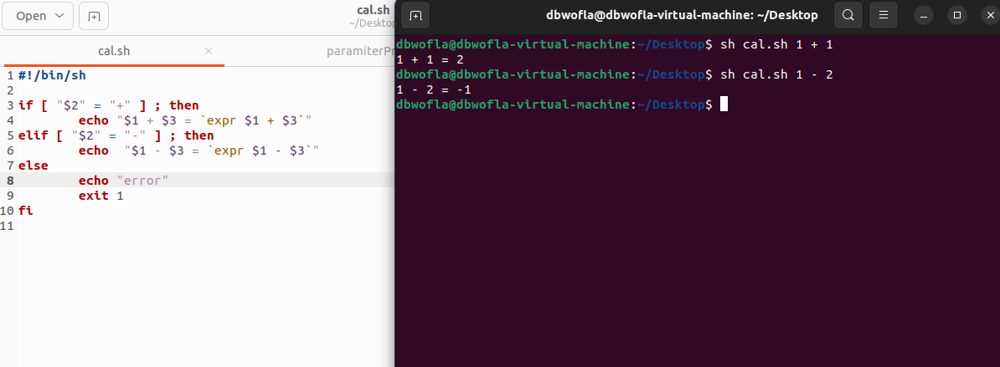 Open
cal.sh
~/Desktop
cal.sh
paramiterPr
1 #!/bin/sh
2
3 if [ "$2" = "+" ] ; then
4         echo "$1 + $3 = `expr $1 + $3`"
5 elif [ "$2" = "-" ] ; then
6         echo  "$1 - $3 = `expr $1 - $3`"
7 else
8         echo "error"
9         exit 1
10 fi
11
dbwofla@dbwofla-virtual-machine: ~/Desktop
dbwofla@dbwofla-virtual-machine:~/Desktop$ sh cal.sh 1 + 1
1 + 1 = 2
dbwofla@dbwofla-virtual-machine:~/Desktop$ sh cal.sh 1 - 2
1 - 2 = -1
dbwofla@dbwofla-virtual-machine:~/Desktop$